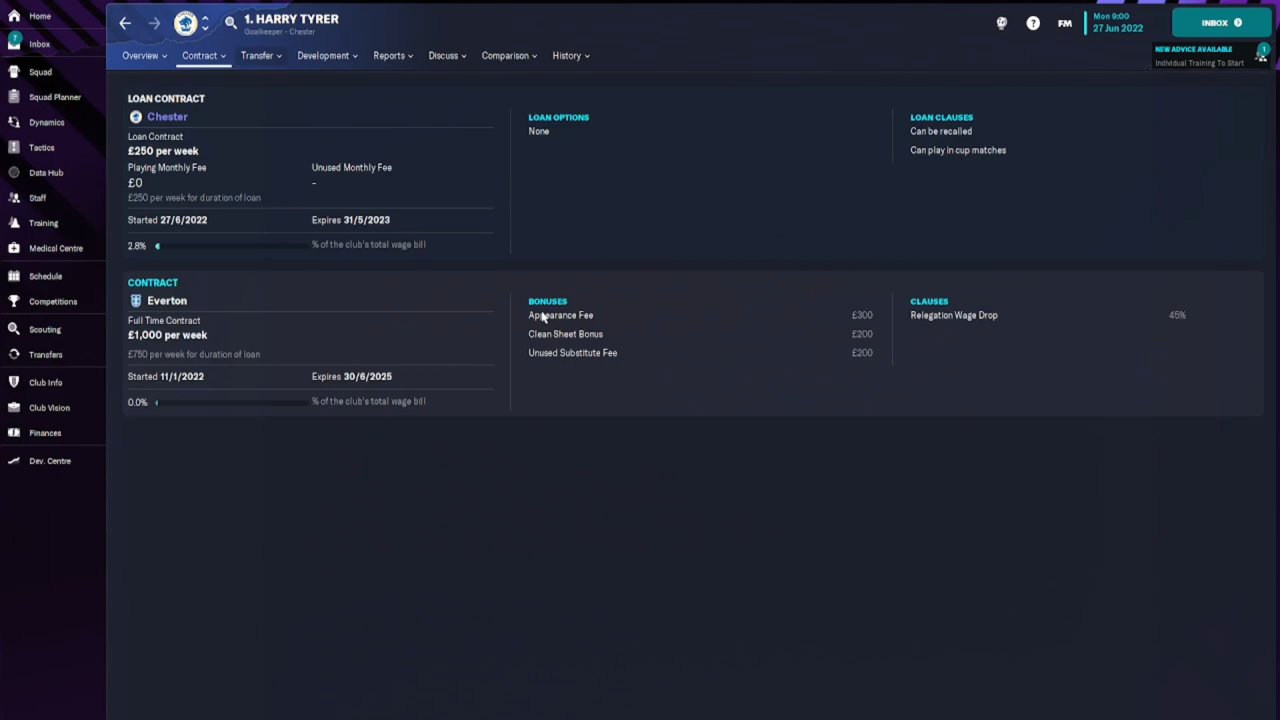 Home
7
Inbox
Squad
Squad Planner
Dynamics
Tactics
Data Hub
Staff
Training
Medical Centre
Schedule
Competitions
Scouting
Transfers
Club Info
Club Vision
Finances
Dev. Centre
1. HARRY TYRER
Goalkeeper - Chester
FM
Mon 9:00
27 Jun 2022
INBOX
NEW ADVICE AVAILABLE
1
Individual Training To Start
Overview
Contract
Transfer
Development
Reports
Discuss
Comparison
History
LOAN CONTRACT
Chester
Loan Contract
£250 per week
Playing Monthly Fee
Unused Monthly Fee
£0
-
£250 per week for duration of loan
Started 27/6/2022
Expires 31/5/2023
2.8%
% of the club's total wage bill
LOAN OPTIONS
None
LOAN CLAUSES
Can be recalled
Can play in cup matches
CONTRACT
Everton
Full Time Contract
£1,000 per week
£750 per week for duration of loan
Started 11/1/2022
Expires 30/6/2025
0.0%
% of the club's total wage bill
BONUSES
Appearance Fee £300
Clean Sheet Bonus £200
Unused Substitute Fee £200
CLAUSES
Relegation Wage Drop 45%